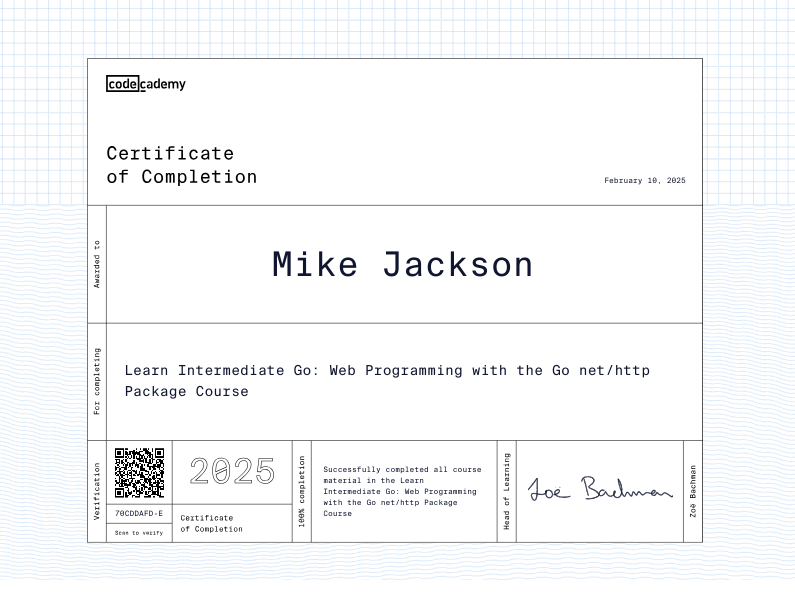 codecademy
Certificate
of Completion
February 10, 2025
Awarded to
Mike Jackson
For completing
Learn Intermediate Go: Web Programming with the Go net/http
Package Course
Verification
70CDDAFD-E
Scan to verify
2025
Certificate
of Completion
100% completion
Successfully completed all course
material in the Learn
Intermediate Go: Web Programming
with the Go net/http Package
Course
Head of Learning
Zoë Bachman
Zoë Bachman